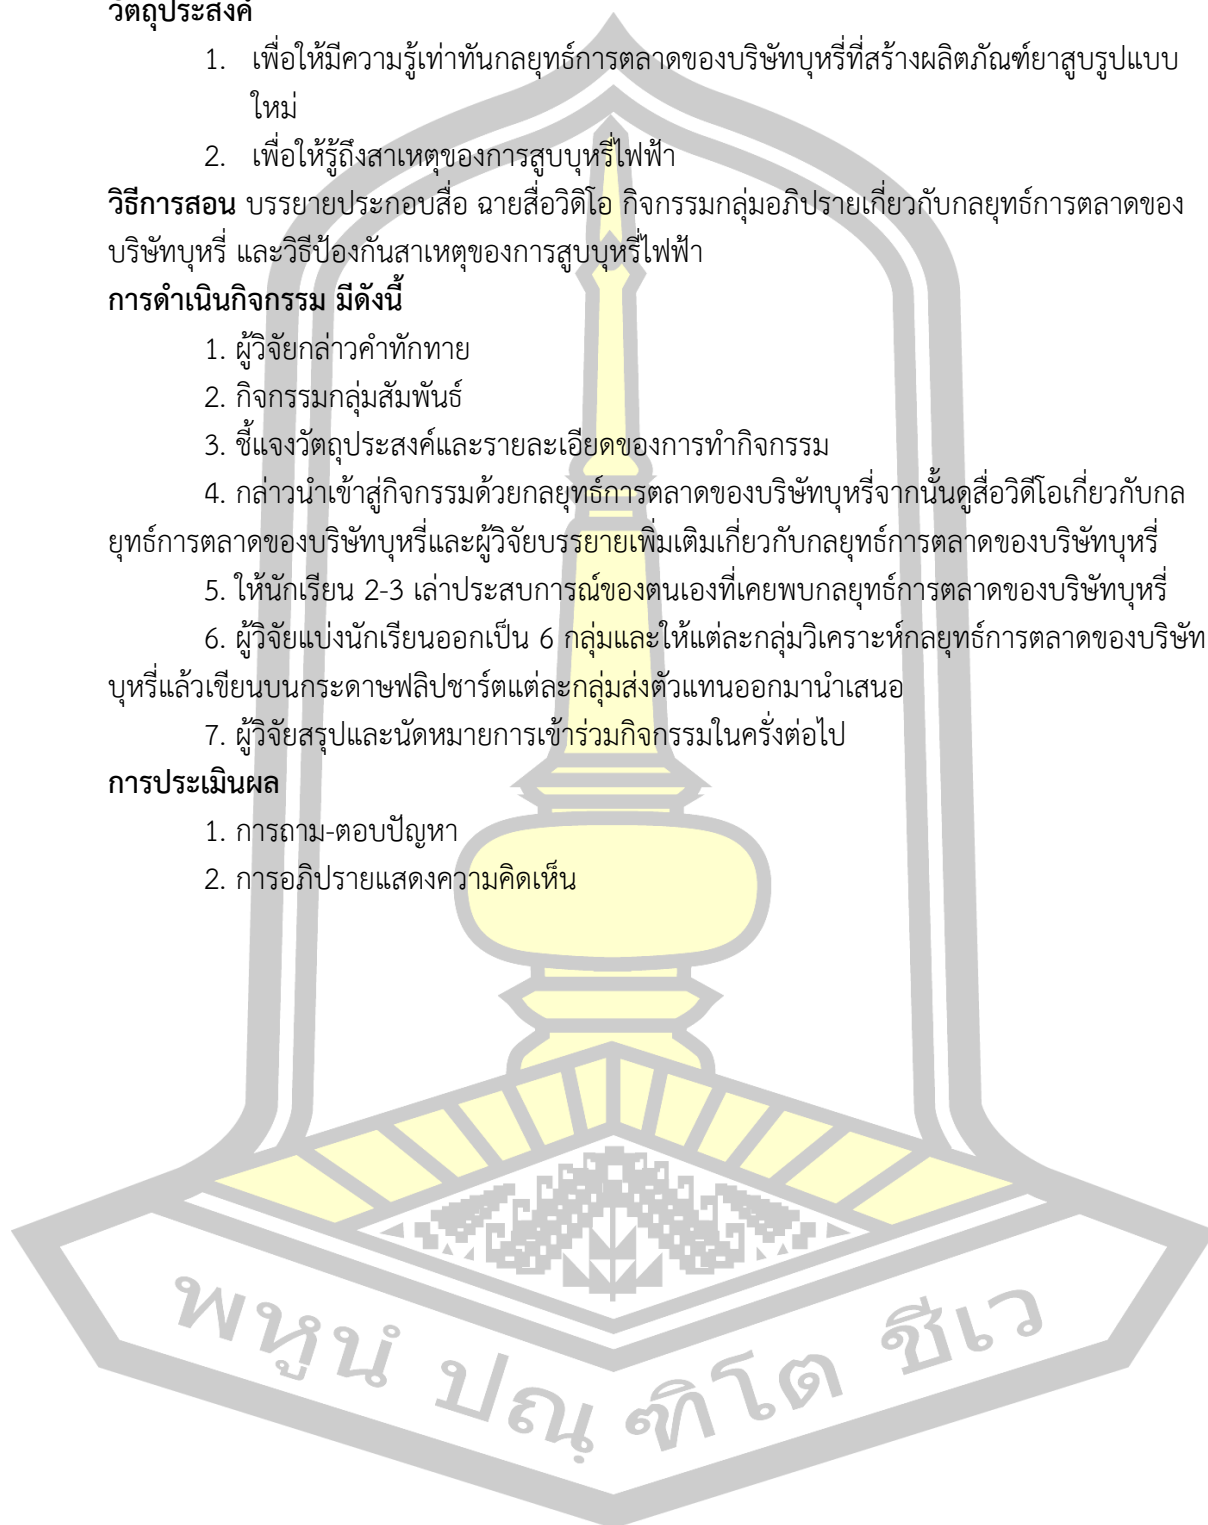 วัตถุประสงค์
1. เพื่อให้มีความรู้เท่าทันกลยุทธ์การตลาดของบริษัทบุหรี่ที่สร้างผลิตภัณฑ์ยาสูบรูปแบบ
ใหม่
2. เพื่อให้รู้ถึงสาเหตุของการสูบบุหรี่ไฟฟ้า
วิธีการสอน บรรยายประกอบสื่อ ฉายสื่อวิดิโอ กิจกรรมกลุ่มอภิปรายเกี่ยวกับกลยุทธ์การตลาดของ
บริษัทบุหรี่ และวิธีป้องกันสาเหตุของการสูบบุหรี่ไฟฟ้า
การดำเนินกิจกรรม มีดังนี้
1. ผู้วิจัยกล่าวคำทักทาย
2. กิจกรรมกลุ่มสัมพันธ์
3. ชี้แจงวัตถุประสงค์และรายละเอียดของการทำกิจกรรม
4. กล่าวนำเข้าสู่กิจกรรมด้วยกลยุทธ์การตลาดของบริษัทบุหรี่จากนั้นดูสื่อวิดีโอเกี่ยวกับกล
ยุทธ์การตลาดของบริษัทบุหรี่และผู้วิจัยบรรยายเพิ่มเติมเกี่ยวกับกลยุทธ์การตลาดของบริษัทบุหรี่
5. ให้นักเรียน 2-3 เล่าประสบการณ์ของตนเองที่เคยพบกลยุทธ์การตลาดของบริษัทบุหรี่
6. ผู้วิจัยแบ่งนักเรียนออกเป็น 6 กลุ่มและให้แต่ละกลุ่มวิเคราะห์กลยุทธ์การตลาดของบริษัท
บุหรี่แล้วเขียนบนกระดาษฟลิปชาร์ตแต่ละกลุ่มส่งตัวแทนออกมานำเสนอ
7. ผู้วิจัยสรุปและนัดหมายการเข้าร่วมกิจกรรมในครั่งต่อไป
การประเมินผล
1. การถาม-ตอบปัญหา
2. การอภิปรายแสดงความคิดเห็น
พหูนํ ปณฺ ฑิโต ชีเว